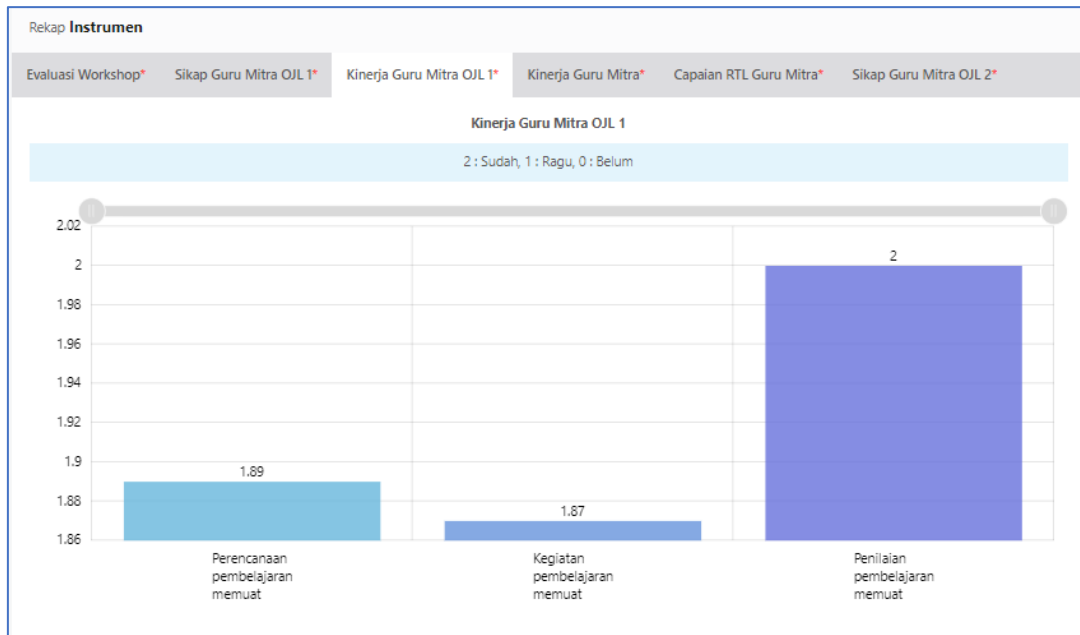 Rekap Instrumen
Evaluasi Workshop* Sikap Guru Mitra OJL 1* Kinerja Guru Mitra OJL 1* Kinerja Guru Mitra* Capaian RTL Guru Mitra* Sikap Guru Mitra OJL 2*
Kinerja Guru Mitra OJL 1
2 : Sudah, 1 : Ragu, 0 : Belum
2.02
2
1.98
1.96
1.94
1.92
1.9
1.88
1.86
1.89
1.87
2
Perencanaan
pembelajaran
memuat
Kegiatan
pembelajaran
memuat
Penilaian
pembelajaran
memuat